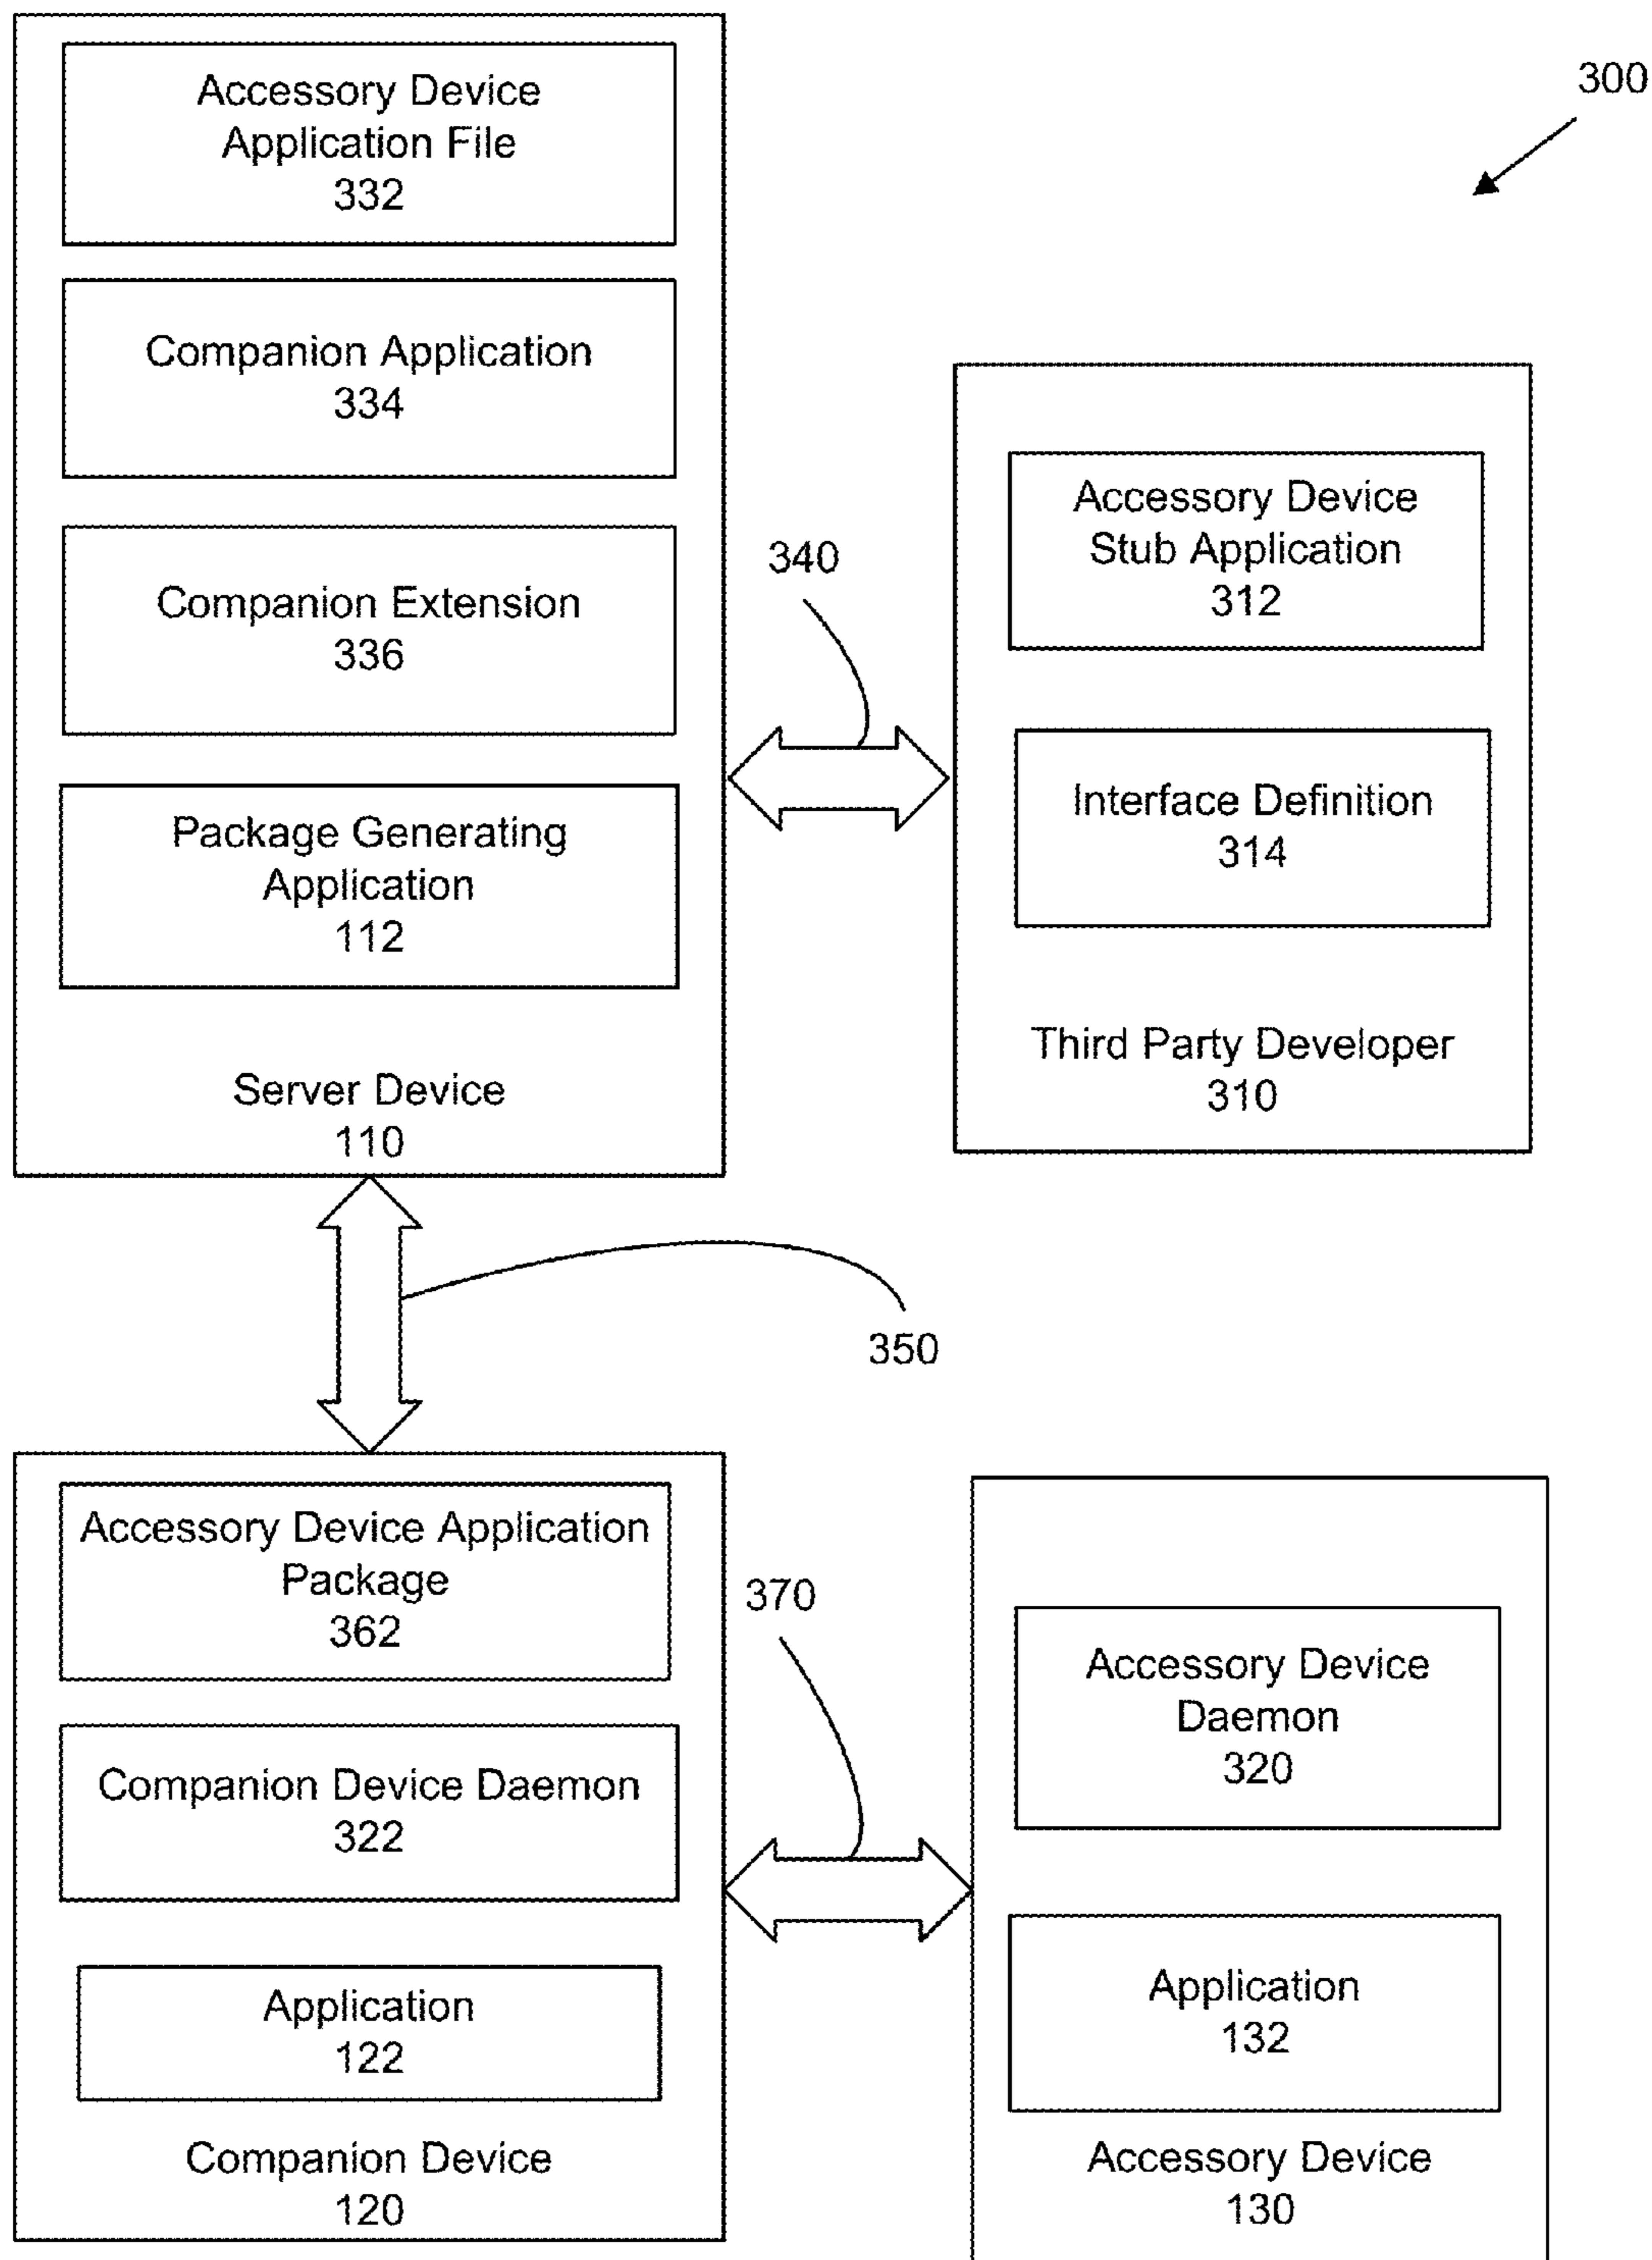 300
Accessory Device
Application File
332
Companion Application
334
Companion Extension
336
Package Generating
Application
112
Server Device
110
340
Accessory Device
Stub Application
312
Interface Definition
314
Third Party Developer
310
350
Accessory Device Application
Package
362
Companion Device Daemon
322
Application
122
Companion Device
120
370
Accessory Device
Daemon
320
Application
132
Accessory Device
130